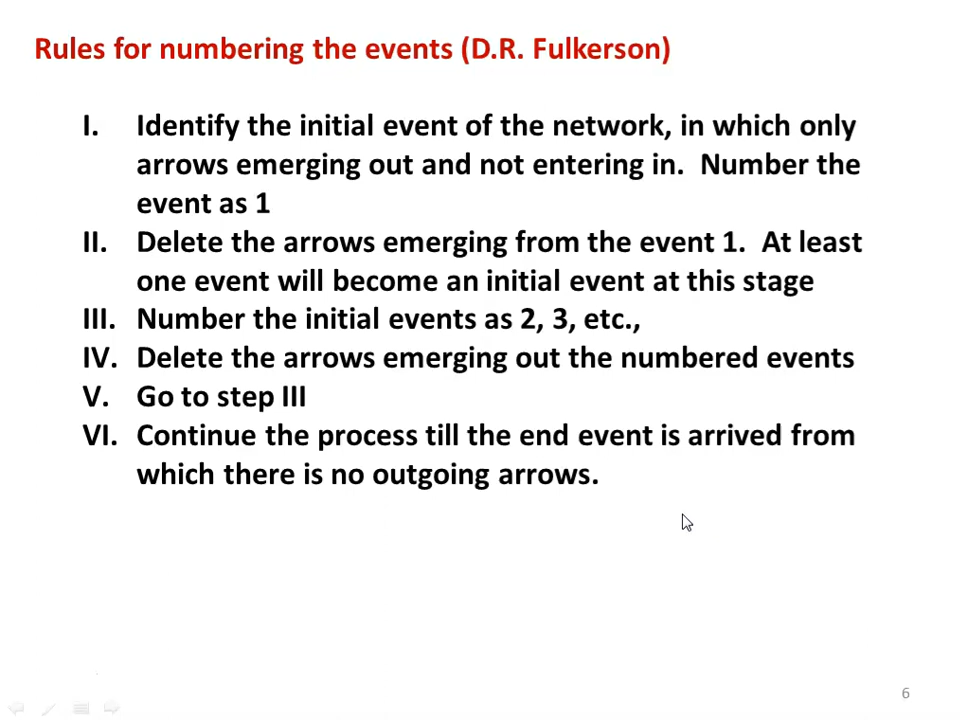 Rules for numbering the events (D.R. Fulkerson)
I. Identify the initial event of the network, in which only
arrows emerging out and not entering in. Number the
event as 1
II. Delete the arrows emerging from the event 1. At least
one event will become an initial event at this stage
III. Number the initial events as 2, 3, etc.,
IV. Delete the arrows emerging out the numbered events
V. Go to step III
VI. Continue the process till the end event is arrived from
which there is no outgoing arrows.
6